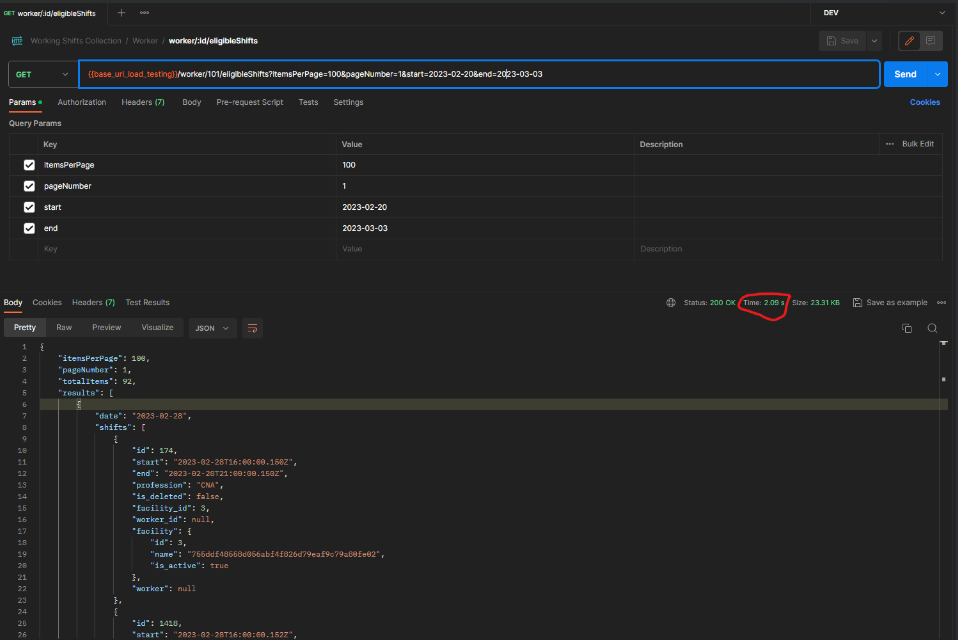 GET worker/:id/eligibleShifts
DEV
Working Shifts Collection / Worker / worker/:id/eligibleShifts
Save
GET
{{base_url_load_testing}}/worker/101/eligibleShifts?itemsPerPage=100&pageNumber=1&start=2023-02-20&end=2023-03-03
Send
Params Authorization Headers (7) Body Pre-request Script Tests Settings Cookies
Query Params
Key Value Description Bulk Edit
itemsPerPage 100
pageNumber 1
start 2023-02-20
end 2023-03-03
Key Value Description
Body Cookies Headers (7) Test Results Status: 200 OK Time: 2.09 s Size: 23.31 KB Save as example
Pretty Raw Preview Visualize JSON
1 {
2 "itemsPerPage": 100,
3 "pageNumber": 1,
4 "totalItems": 92,
5 "results": [
6 {
7 "date": "2023-02-28",
8 "shifts": [
9 {
10 "id": 174,
11 "start": "2023-02-28T16:00:00.150Z",
12 "end": "2023-02-28T21:00:00.150Z",
13 "profession": "CNA",
14 "is_deleted": false,
15 "facility_id": 3,
16 "worker_id": null,
17 "facility": {
18 "id": 3,
19 "name":
20 "is_active": true
21 },
22 "worker": null
23 },
24 {
25 "id": 1418,
26 "start": "2023-02-28T16:00:00.152Z",